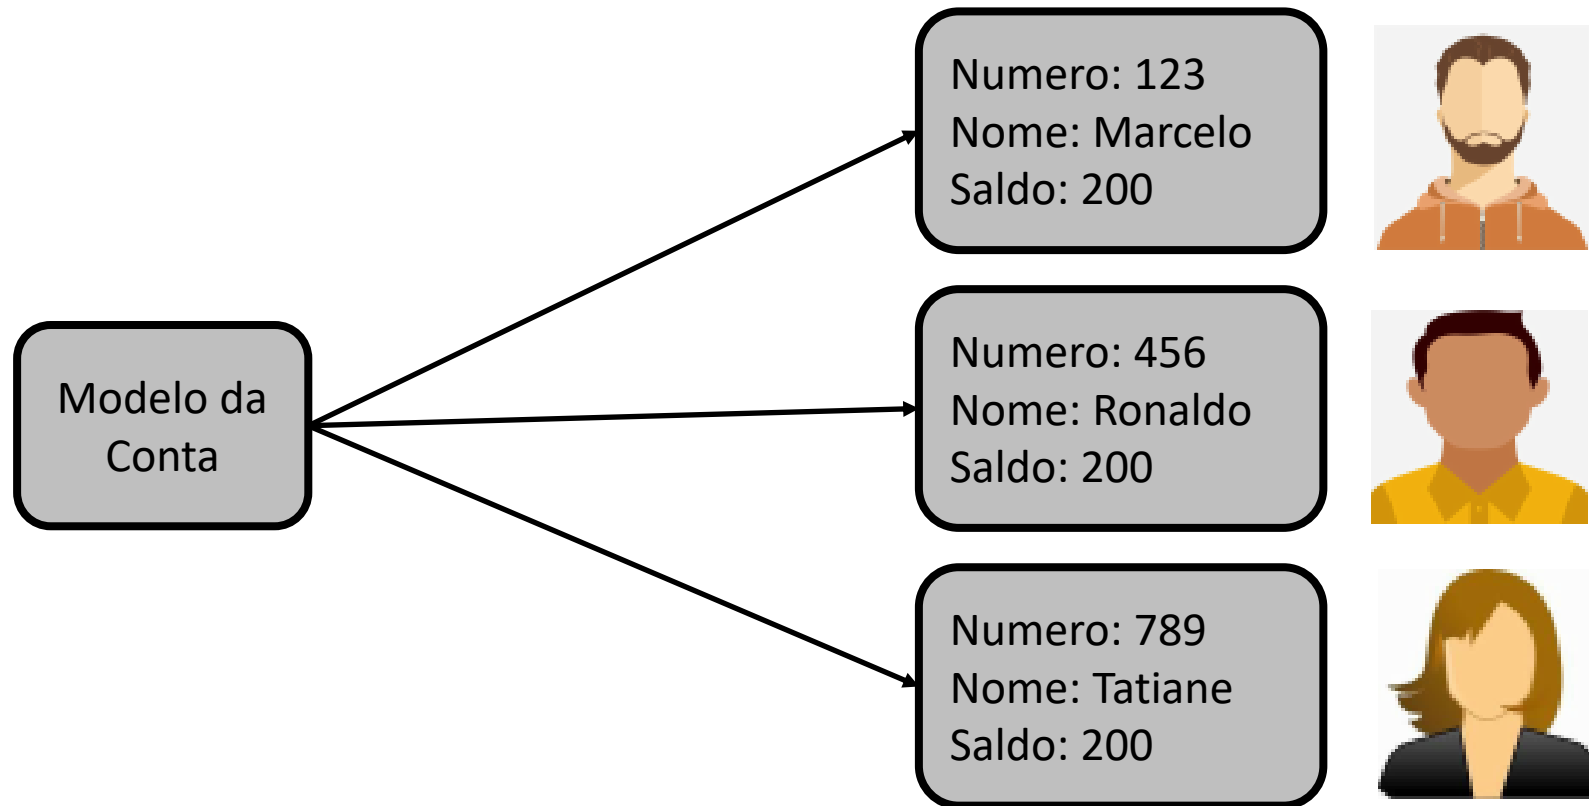 Numero: 123
Nome: Marcelo
Saldo: 200
Modelo da
Conta
Numero: 456
Nome: Ronaldo
Saldo: 200
Numero: 789
Nome: Tatiane
Saldo: 200